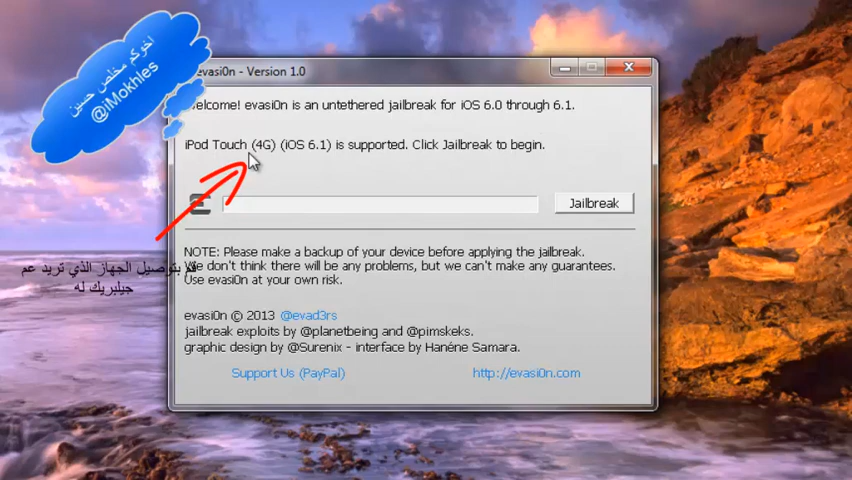 اخوكم مخلص حسين
@iMokhles
evasi0n - Version 1.0
elcome! evasi0n is an untethered jailbreak for iOS 6.0 through 6.1.
iPod Touch (4G) (iOS 6.1) is supported. Click Jailbreak to begin.
Jailbreak
NOTE: Please make a backup of your device before applying the jailbreak.
We don't think there will be any problems, but we can't make any guarantees.
Use evasi0n at your own risk.
قم بتوصيل الجهاز الذي تريد عم
جيلبريك له
evasi0n © 2013 @evad3rs
jailbreak exploits by @planetbeing and @pimskeks.
graphic design by @Surenix - interface by Hanéne Samara.
Support Us (PayPal)
http://evasi0n.com